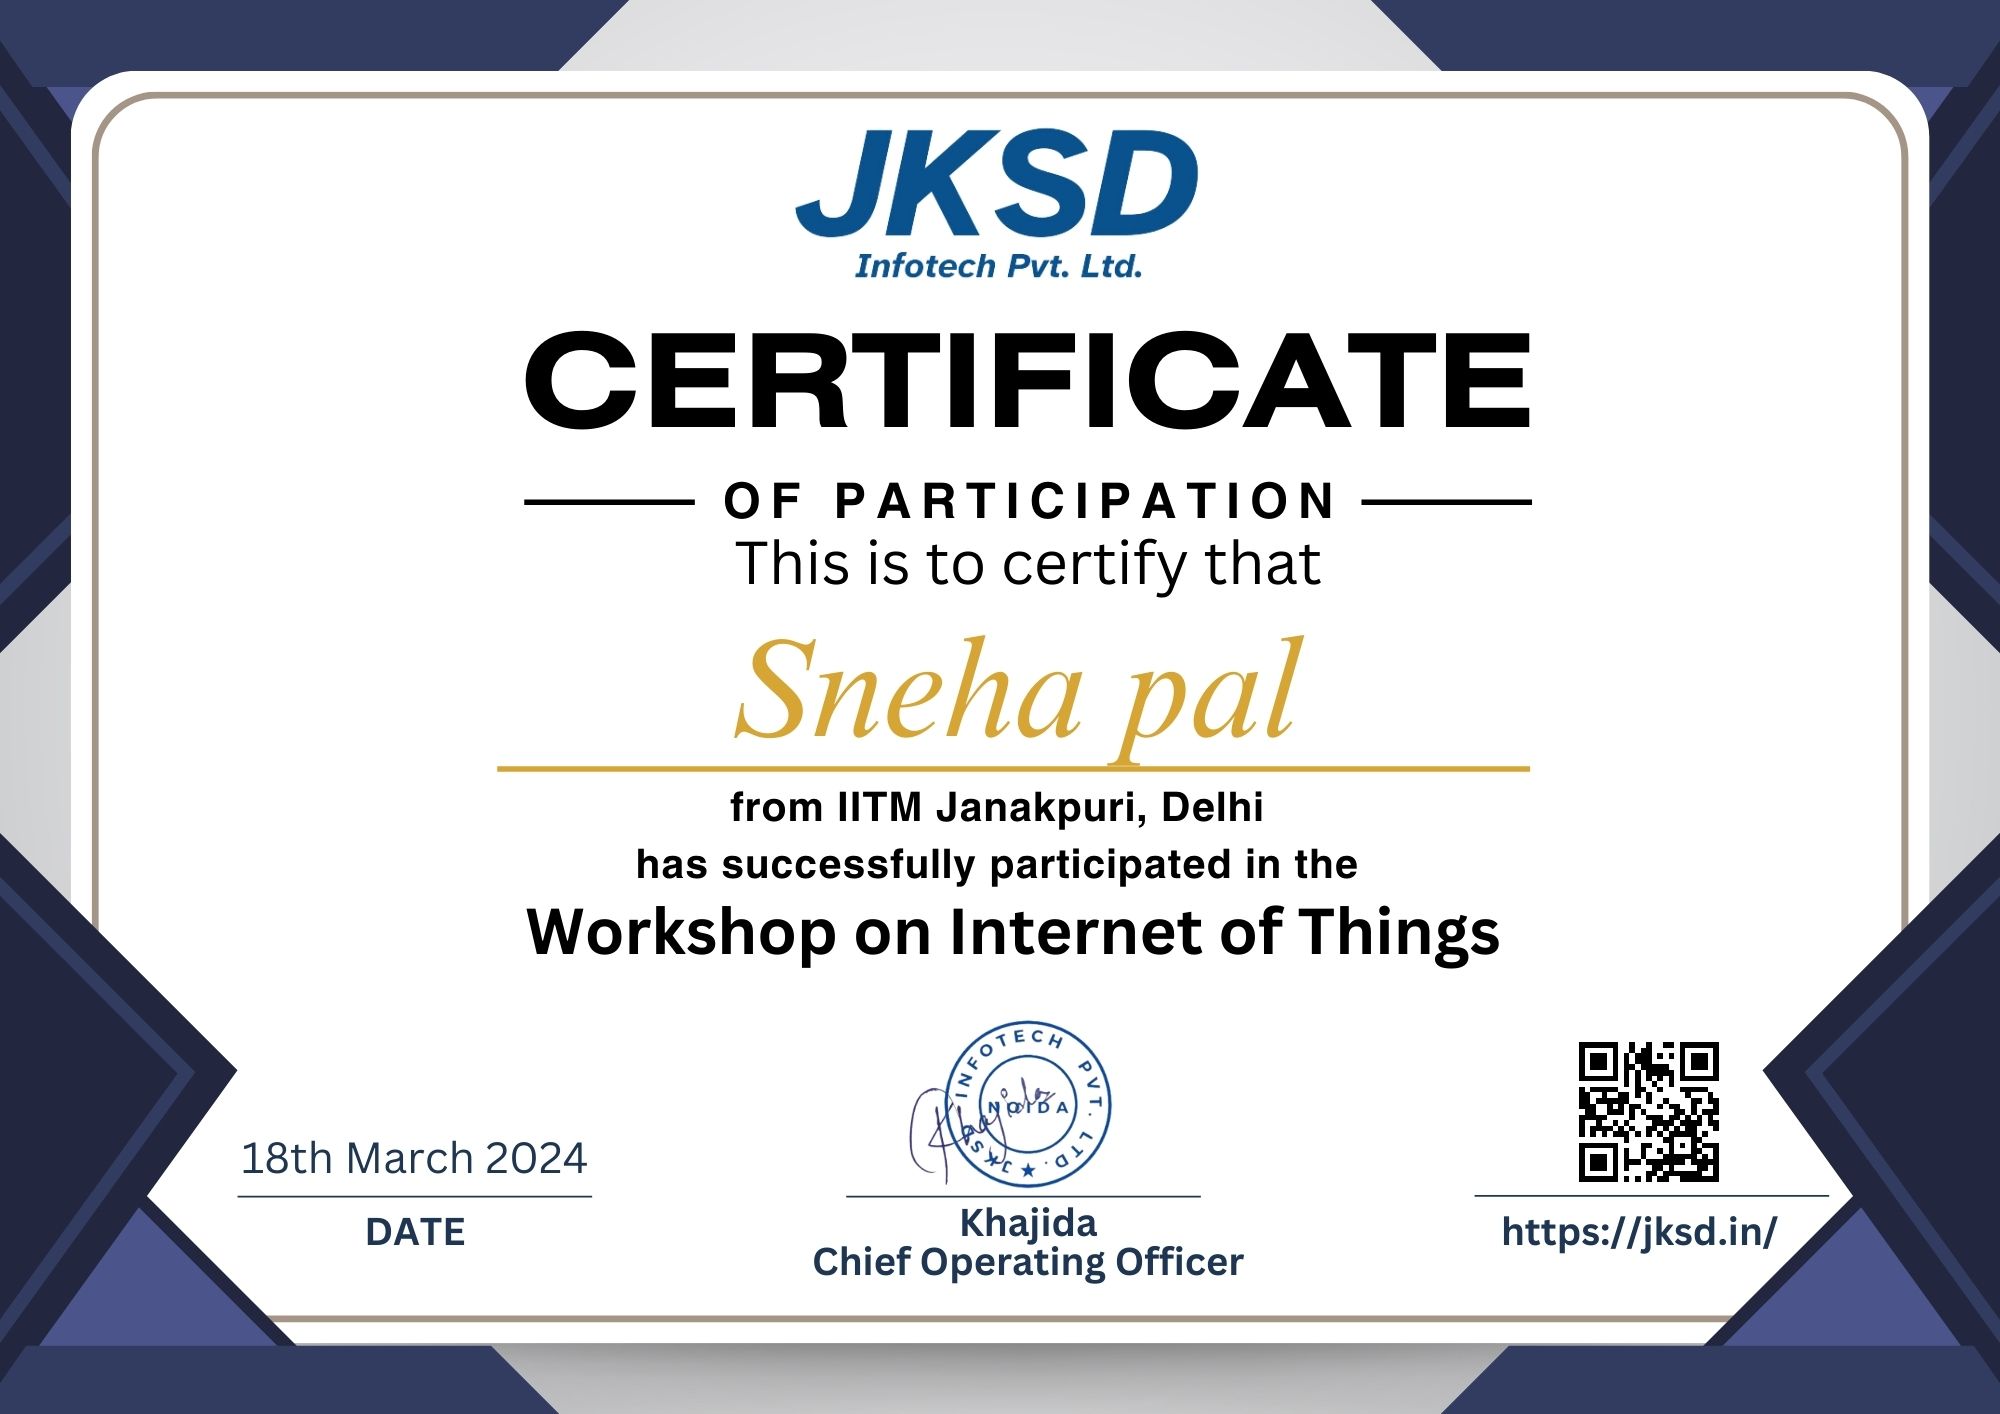 JKSD
Infotech Pvt. Ltd.
CERTIFICATE
OF PARTICIPATION
This is to certify that
Sneha pal
from IITM Janakpuri, Delhi
has successfully participated in the
Workshop on Internet of Things
18th March 2024
DATE
JKSD INFOTECH PVT. LTD. ★
NOIDA
Khajida
Khajida
Chief Operating Officer
https://jksd.in/